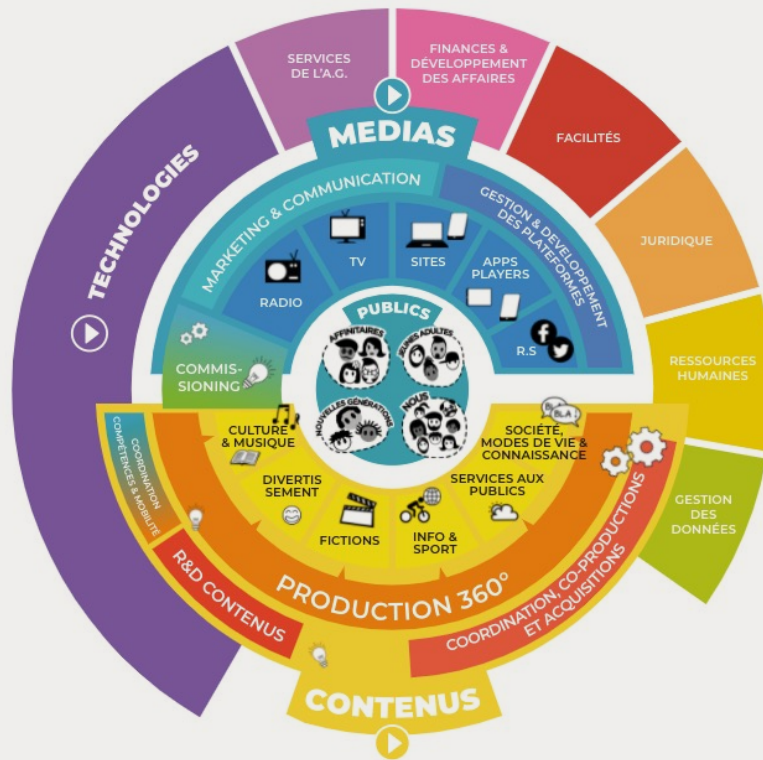 SERVICES
DE L'A.G.
FINANCES &
DÉVELOPPEMENT
DES AFFAIRES
FACILITÉS
JURIDIQUE
RESSOURCES
HUMAINES
GESTION
DES
DONNÉES
TECHNOLOGIES
MEDIAS
MARKETING & COMMUNICATION
GESTION & DÉVELOPPEMENT
DES PLATEFORMES
RADIO
TV
SITES
APPS
PLAYERS
R.S
COMMIS-
SIONING
PUBLICS
AFFINITAIRES
JEUNES ADULTES
NOUVELLES GÉNÉRATIONS
NOUS
CULTURE
& MUSIQUE
DIVERTIS
SEMENT
FICTIONS
INFO &
SPORT
SERVICES AUX
PUBLICS
SOCIÉTÉ,
MODES DE VIE &
CONNAISSANCE
BLA!
COORDINATION
COMPÉTENCES & MOBILITÉ
R&D CONTENUS
PRODUCTION 360°
COORDINATION, CO-PRODUCTIONS
ET ACQUISITIONS
CONTENUS